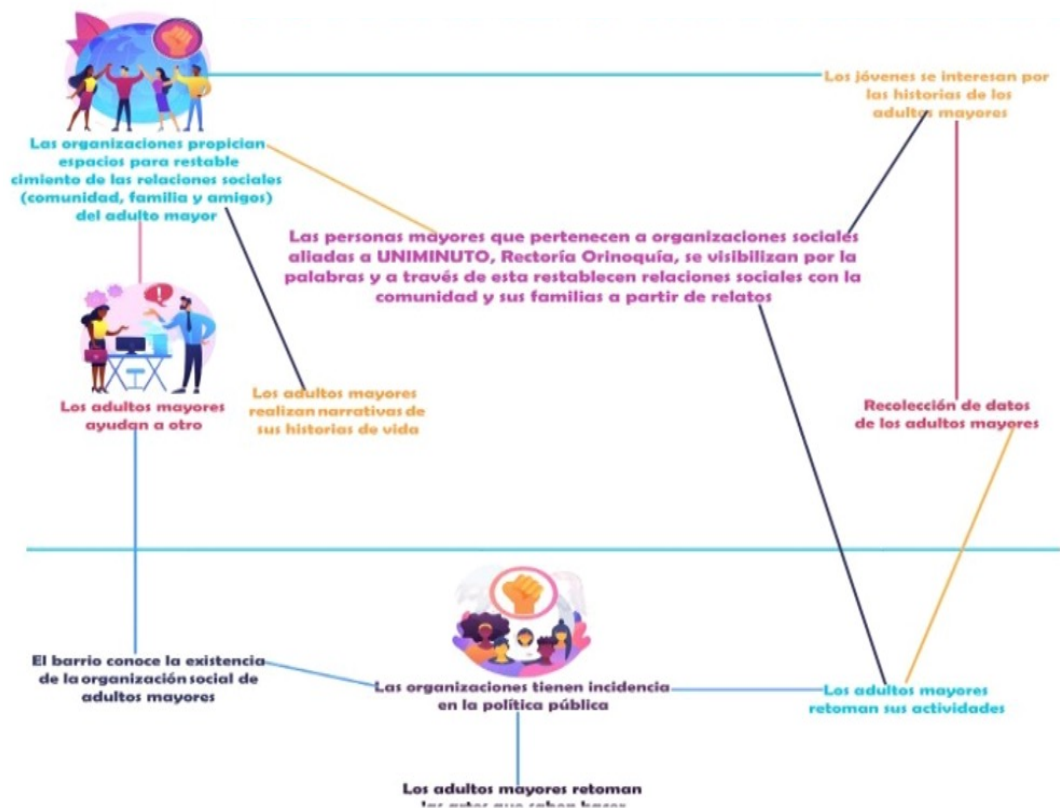 Los jóvenes se interesan por
las historias de los
adultos mayores
Las organizaciones propician
espacios para restable
cimiento de las relaciones sociales
(comunidad, familia y amigos)
del adulto mayor
Las personas mayores que pertenecen a organizaciones sociales
aliadas a UNIMINUTO, Rectoría Orinoquía, se visibilizan por la
palabras y a través de esta restablecen relaciones sociales con la
comunidad y sus familias a partir de relatos
Los adultos mayores
ayudan a otro
Los adultos mayores
realizan narrativas de
sus historias de vida
Recolección de datos
de los adultos mayores
El barrio conoce la existencia
de la organización social de
adultos mayores
Las organizaciones tienen incidencia
en la política pública
Los adultos mayores
retoman sus actividades
Los adultos mayores retoman